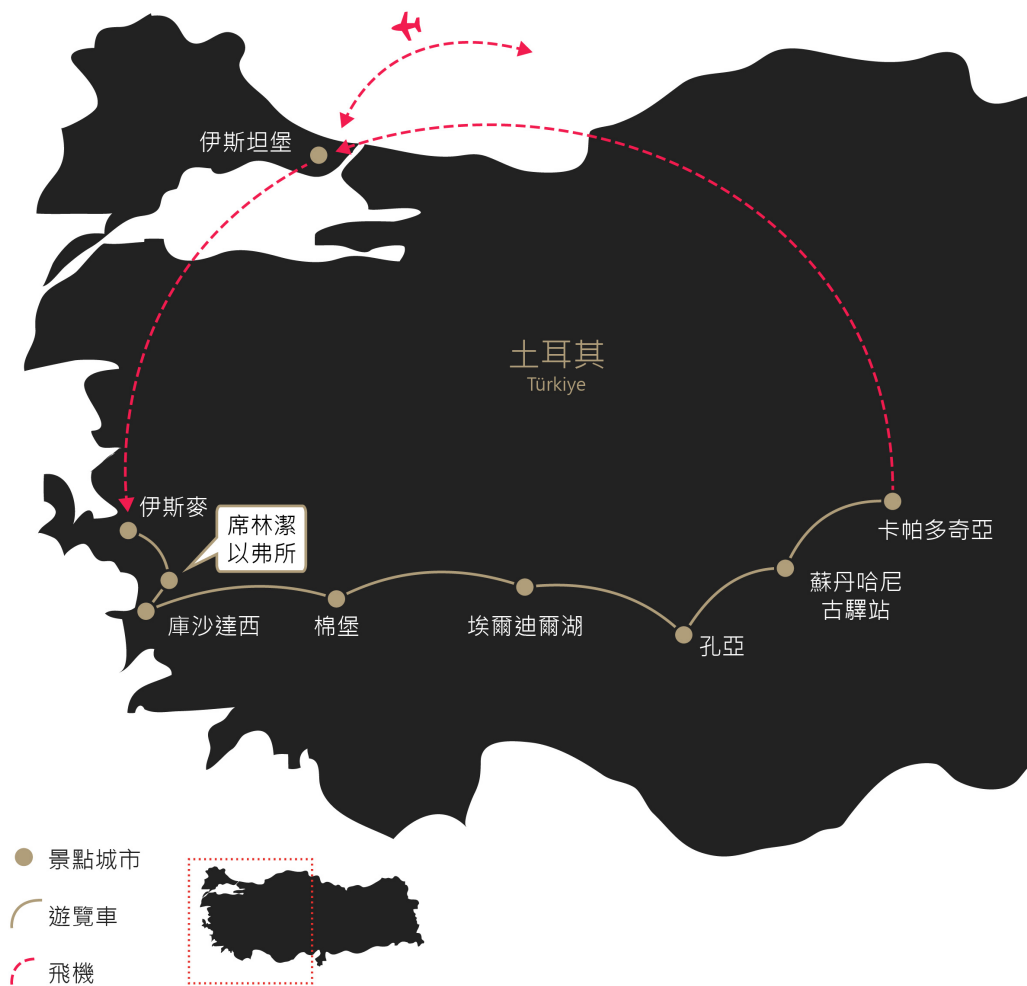 伊斯坦堡
土耳其
Türkiye
伊斯麥
席林潔
以弗所
卡帕多奇亞
蘇丹哈尼
古驛站
庫沙達西
棉堡
埃爾迪爾湖
孔亞
景點城市
遊覽車
飛機